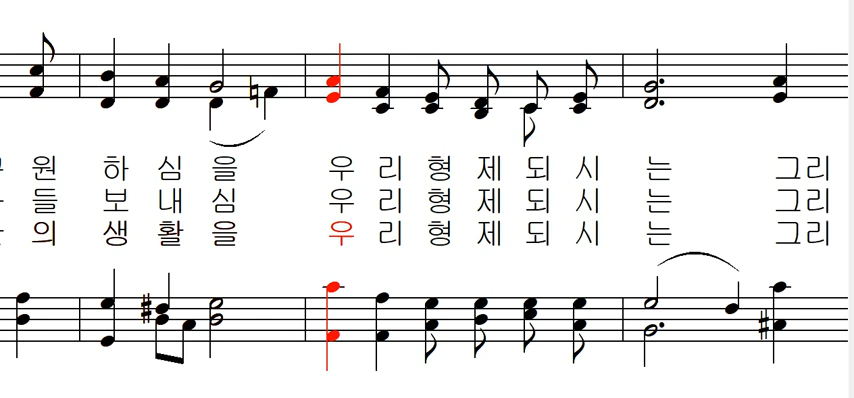 원 하 심 을 우 리 형 제 되 시 는 그리
들 보 내 심 우 리 형 제 되 시 는 그리
의 생 활 을 우 리 형 제 되 시 는 그리